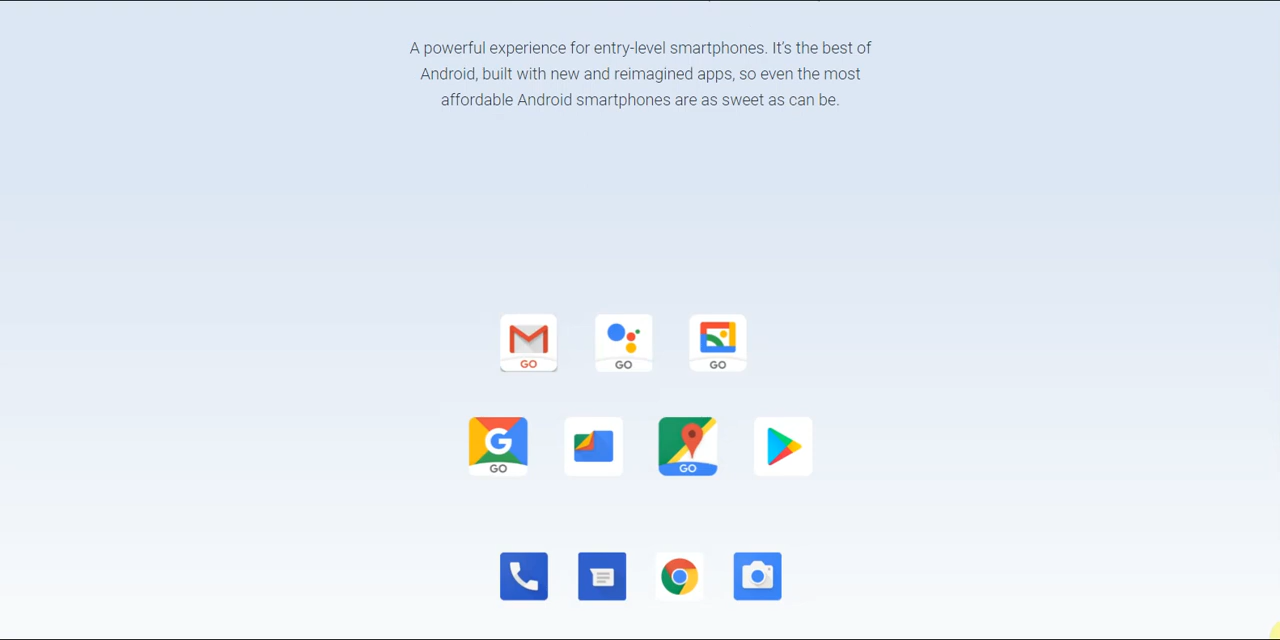 A powerful experience for entry-level smartphones. It's the best of
Android, built with new and reimagined apps, so even the most
affordable Android smartphones are as sweet as can be.
GO
GO
GO
G
GO
GO